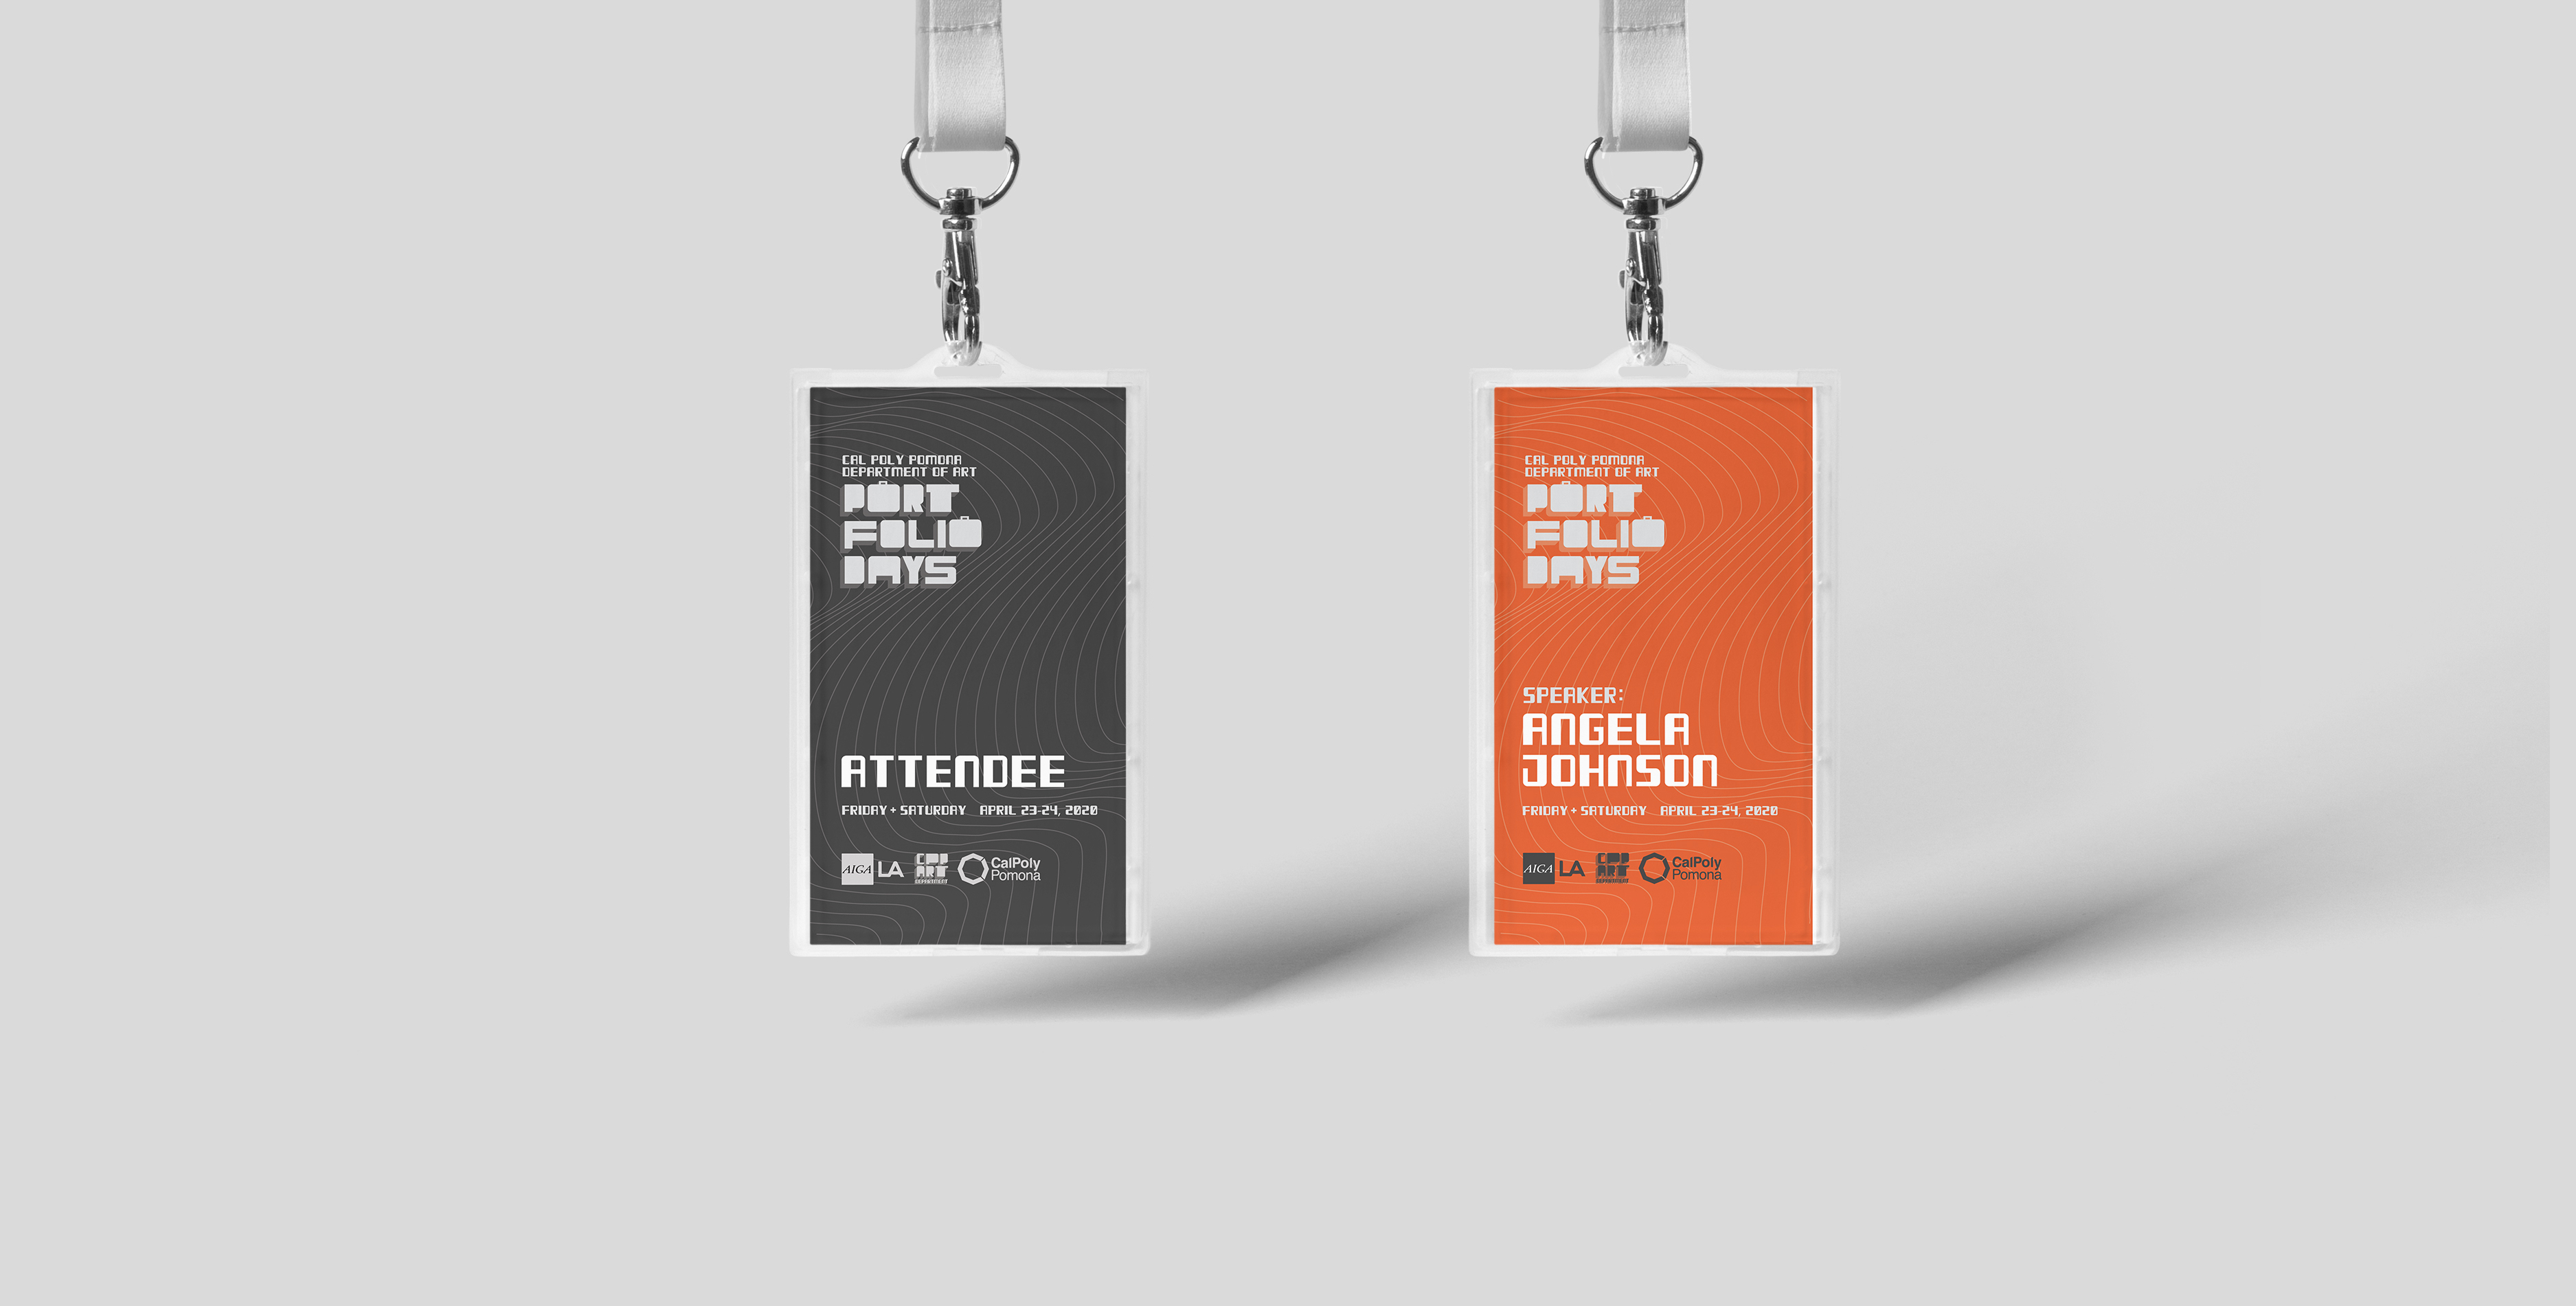 CAL POLY POMONA
DEPARTMENT OF ART
PORT
FOLIO
DAYS
ATTENDEE
FRIDAY + SATURDAY APRIL 23-24, 2020
AIGA LA
CPP
ART
DEPARTMENT
CalPoly
Pomona
CAL POLY POMONA
DEPARTMENT OF ART
PORT
FOLIO
DAYS
SPEAKER:
ANGELA
JOHNSON
FRIDAY + SATURDAY APRIL 23-24, 2020
AIGA LA
CPP
ART
DEPARTMENT
CalPoly
Pomona